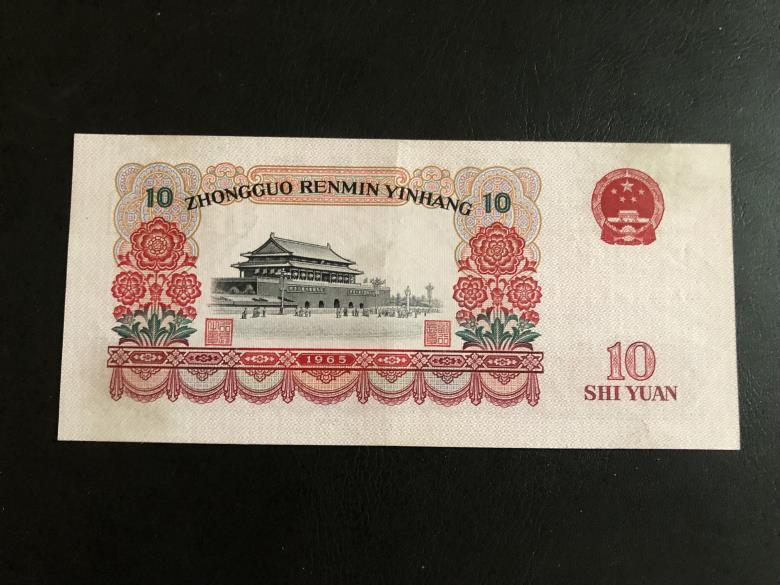 10 ZHONGGUO RENMIN YINHANG 10
1965
10
SHI YUAN